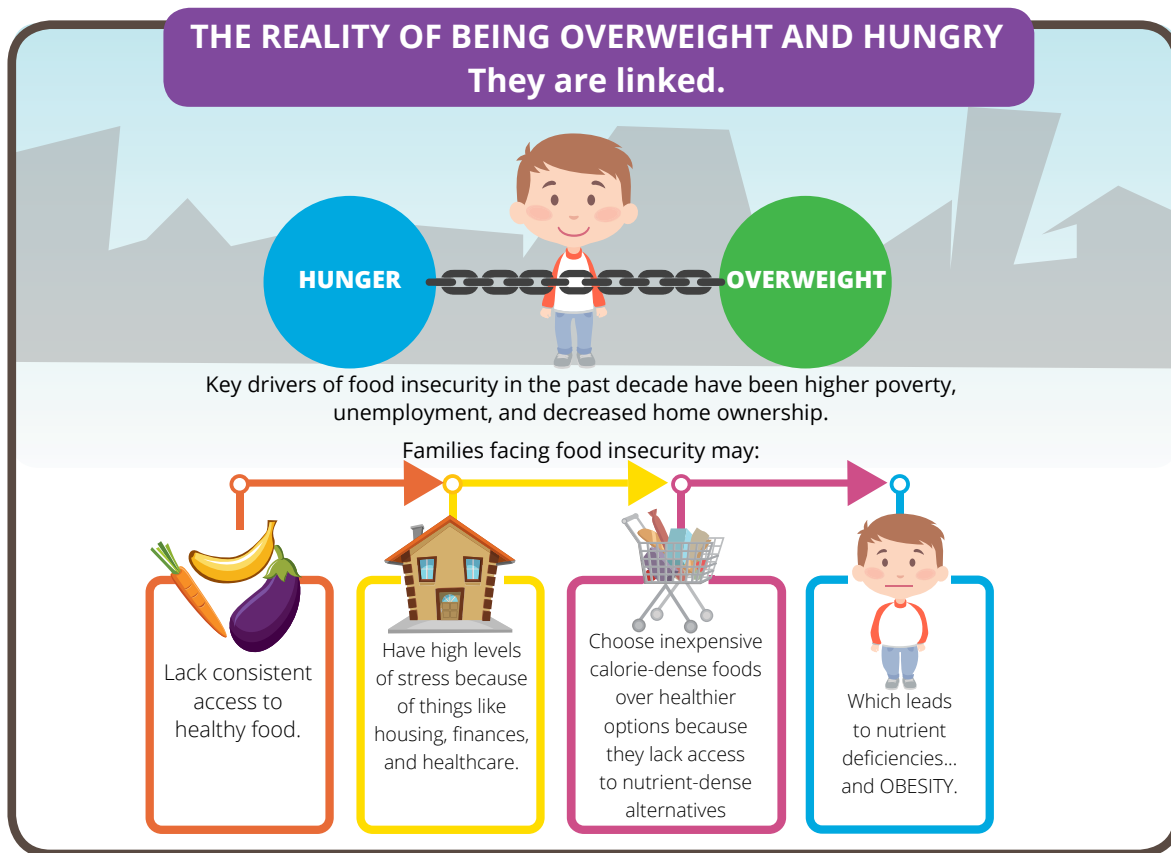 THE REALITY OF BEING OVERWEIGHT AND HUNGRY
They are linked.
HUNGER
OVERWEIGHT
Key drivers of food insecurity in the past decade have been higher poverty,
unemployment, and decreased home ownership.
Families facing food insecurity may:
Lack consistent
access to
healthy food.
Have high levels
of stress because
of things like
housing, finances,
and healthcare.
Choose inexpensive
calorie-dense foods
over healthier
options because
they lack access
to nutrient-dense
alternatives
Which leads
to nutrient
deficiencies...
and OBESITY.